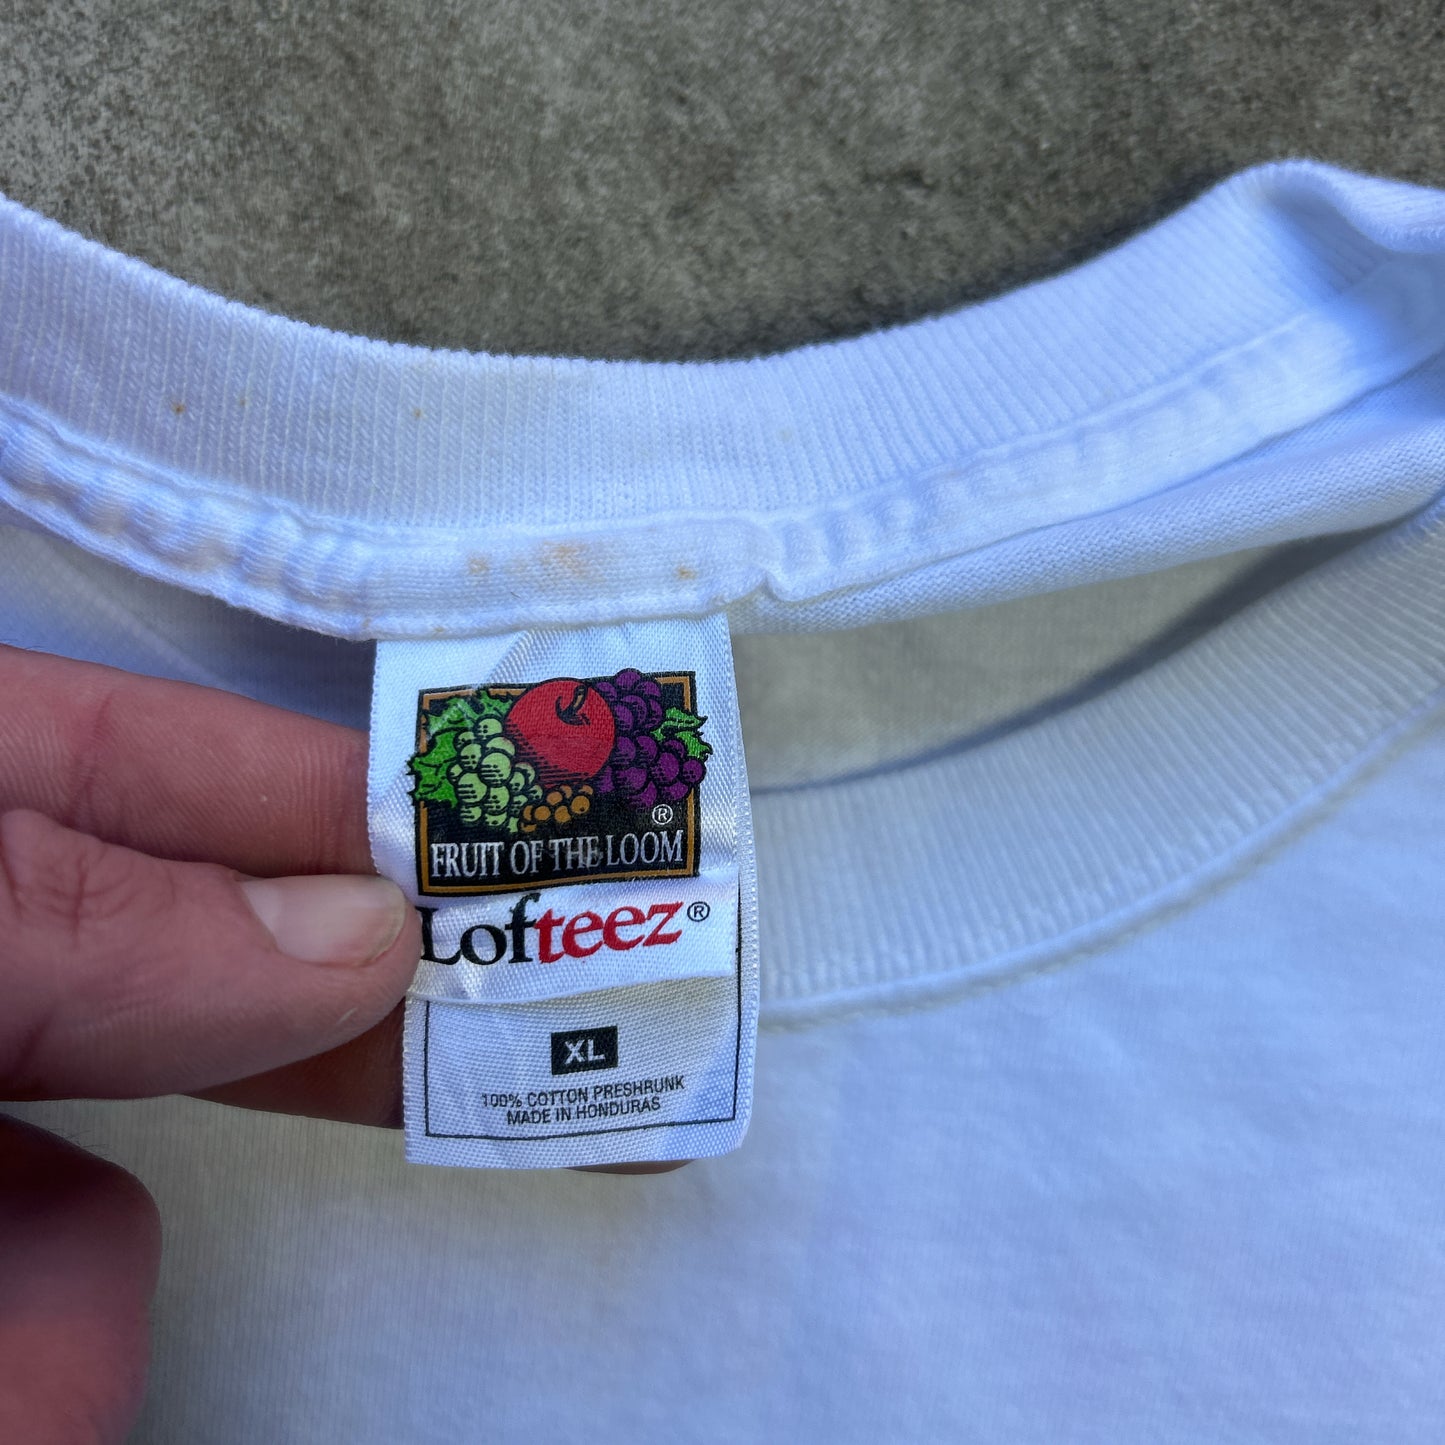 ®
FRUIT OF THE LOOM
Lofteez®
XL
100% COTTON PRESHRUNK
MADE IN HONDURAS